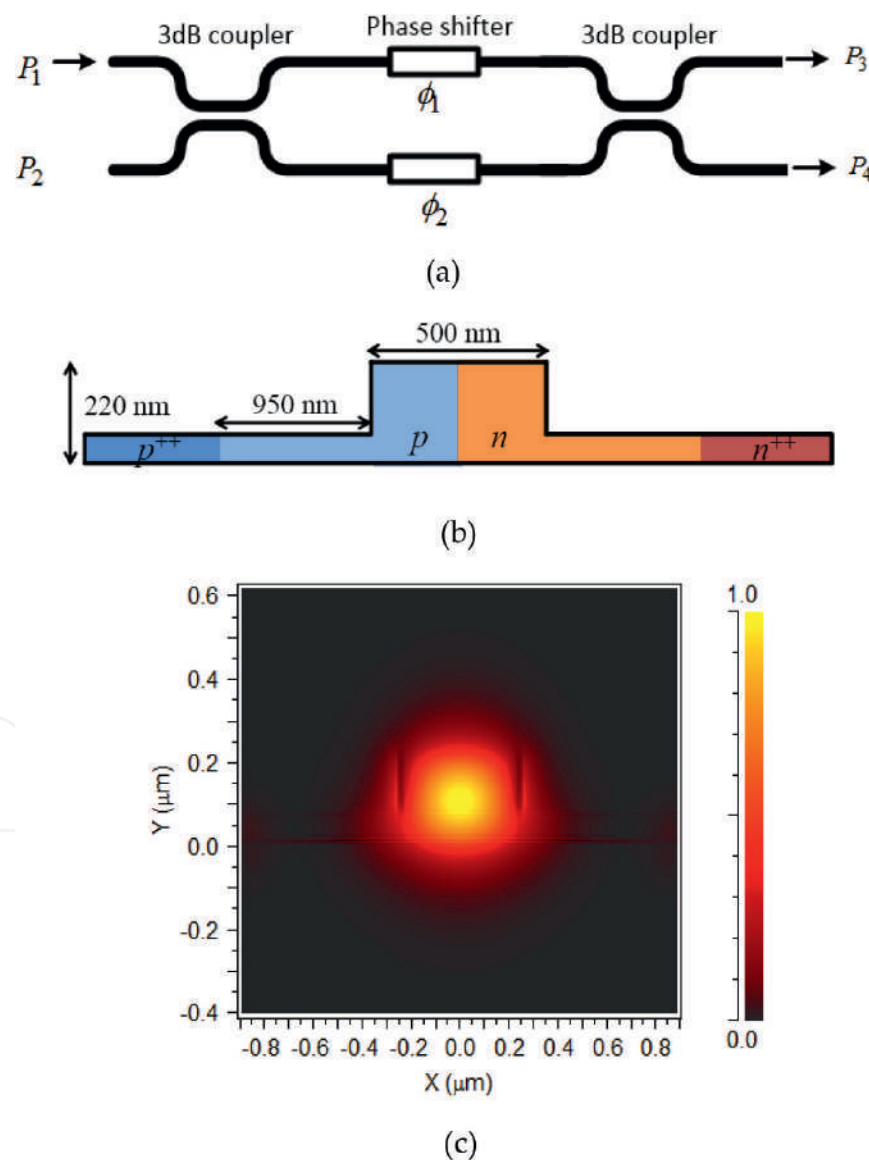 3dB coupler Phase shifter 3dB coupler
P₁ P₃
ϕ₁
P₂ P₄
ϕ₂
(a)
500 nm
220 nm 950 nm
p⁺⁺ p n n⁺⁺
(b)
0.6 1.0
0.4
0.2
Y (μm)
0.0
-0.2
-0.4 0.0
-0.8 -0.6 -0.4 -0.2 0.0 0.2 0.4 0.6 0.8
X (μm)
(c)